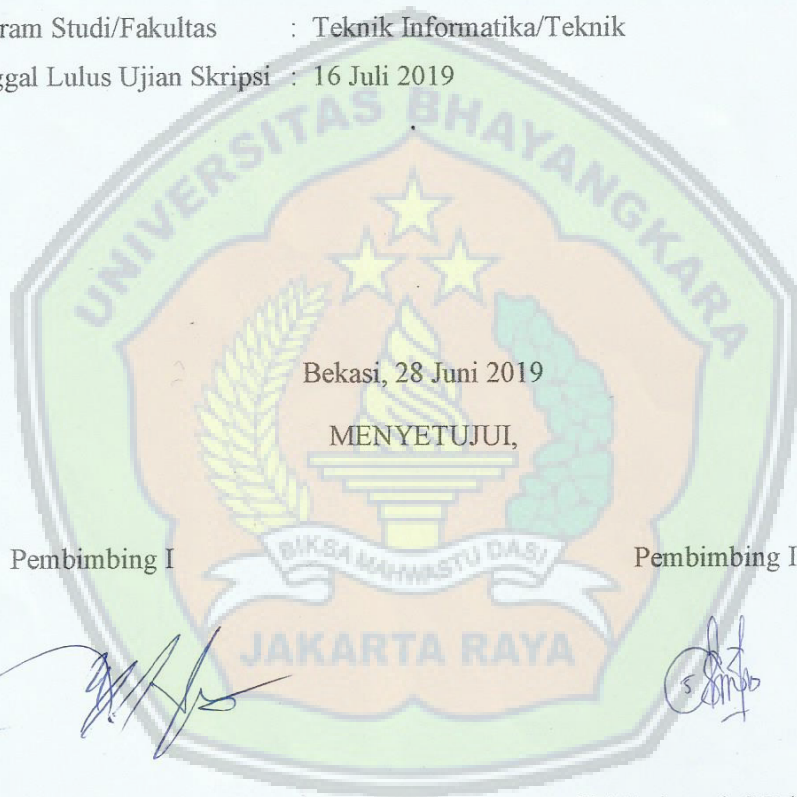 ram Studi/Fakultas : Teknik Informatika/Teknik
ggal Lulus Ujian Skripsi : 16 Juli 2019
UNIVERSITAS BHAYANGKARA
Bekasi, 28 Juni 2019
MENYETUJUI,
Pembimbing I Pembimbing I
BIKSA MAHWASTU DASI
JAKARTA RAYA